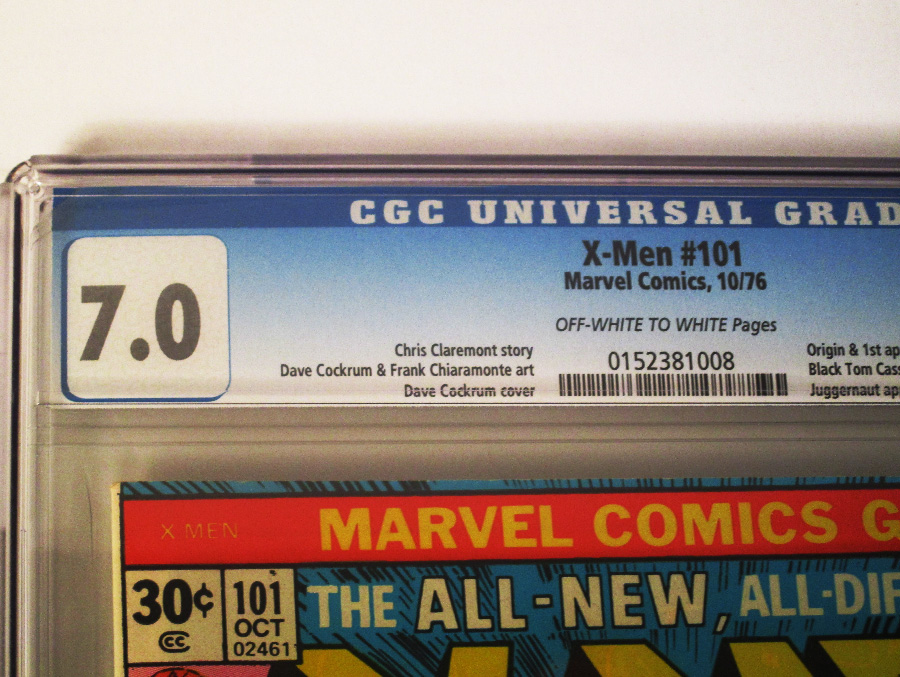 CGC UNIVERSAL GRAD
7.0
X-Men #101
Marvel Comics, 10/76
OFF-WHITE TO WHITE Pages
Chris Claremont story
Dave Cockrum & Frank Chiaramonte art
Dave Cockrum cover
0152381008
Origin & 1st ap
Black Tom Cass
Juggernaut ap
X MEN
MARVEL COMICS G
30¢
CC
101
OCT
02461
THE ALL-NEW, ALL-DIF